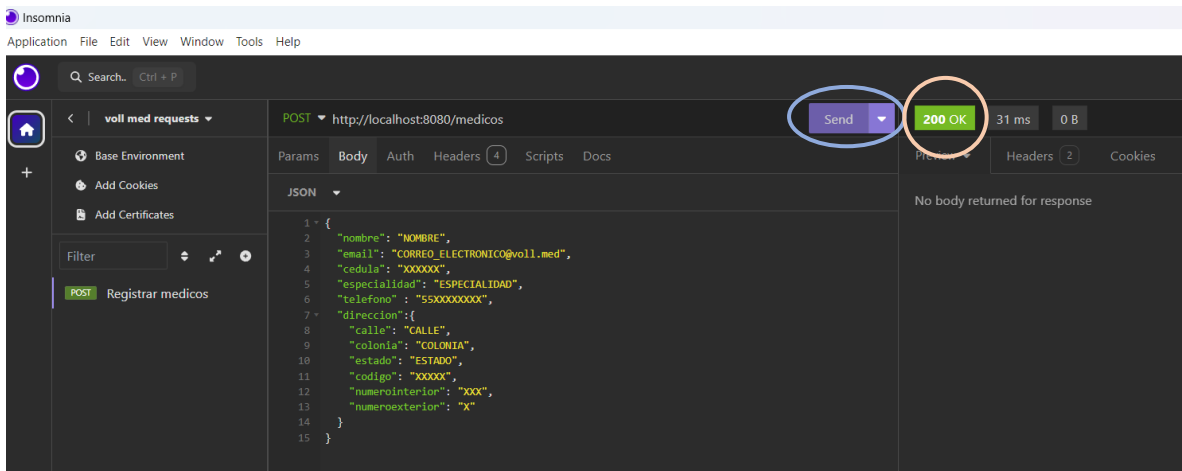 Insomnia
Application File Edit View Window Tools Help
Search.. Ctrl + P
voll med requests
POST http://localhost:8080/medicos
Send
200 OK
31 ms
0 B
Base Environment
Add Cookies
Add Certificates
Filter
POST Registrar medicos
Params Body Auth Headers 4 Scripts Docs
JSON
1 {
2 "nombre": "NOMBRE",
3 "email": "CORREO_ELECTRONICO@voll.med",
4 "cedula": "XXXXXX",
5 "especialidad": "ESPECIALIDAD",
6 "telefono" : "55XXXXXXXX",
7 "direccion":{
8 "calle": "CALLE",
9 "colonia": "COLONIA",
10 "estado": "ESTADO",
11 "codigo": "XXXXX",
12 "numerointerior": "XXX",
13 "numeroexterior": "X"
14 }
15 }
Preview Headers 2 Cookies
No body returned for response